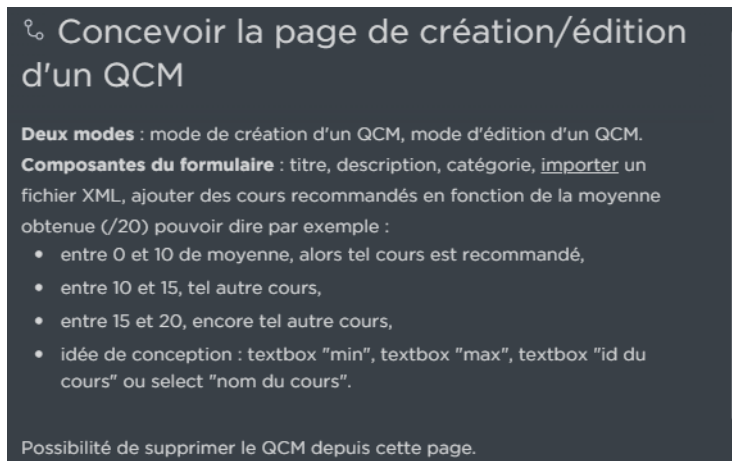 Concevoir la page de création/édition
d'un QCM
Deux modes : mode de création d'un QCM, mode d'édition d'un QCM.
Composantes du formulaire : titre, description, catégorie, importer un
fichier XML, ajouter des cours recommandés en fonction de la moyenne
obtenue (/20) pouvoir dire par exemple :
• entre 0 et 10 de moyenne, alors tel cours est recommandé,
• entre 10 et 15, tel autre cours,
• entre 15 et 20, encore tel autre cours,
• idée de conception : textbox "min", textbox "max", textbox "id du
cours" ou select "nom du cours".
Possibilité de supprimer le QCM depuis cette page.